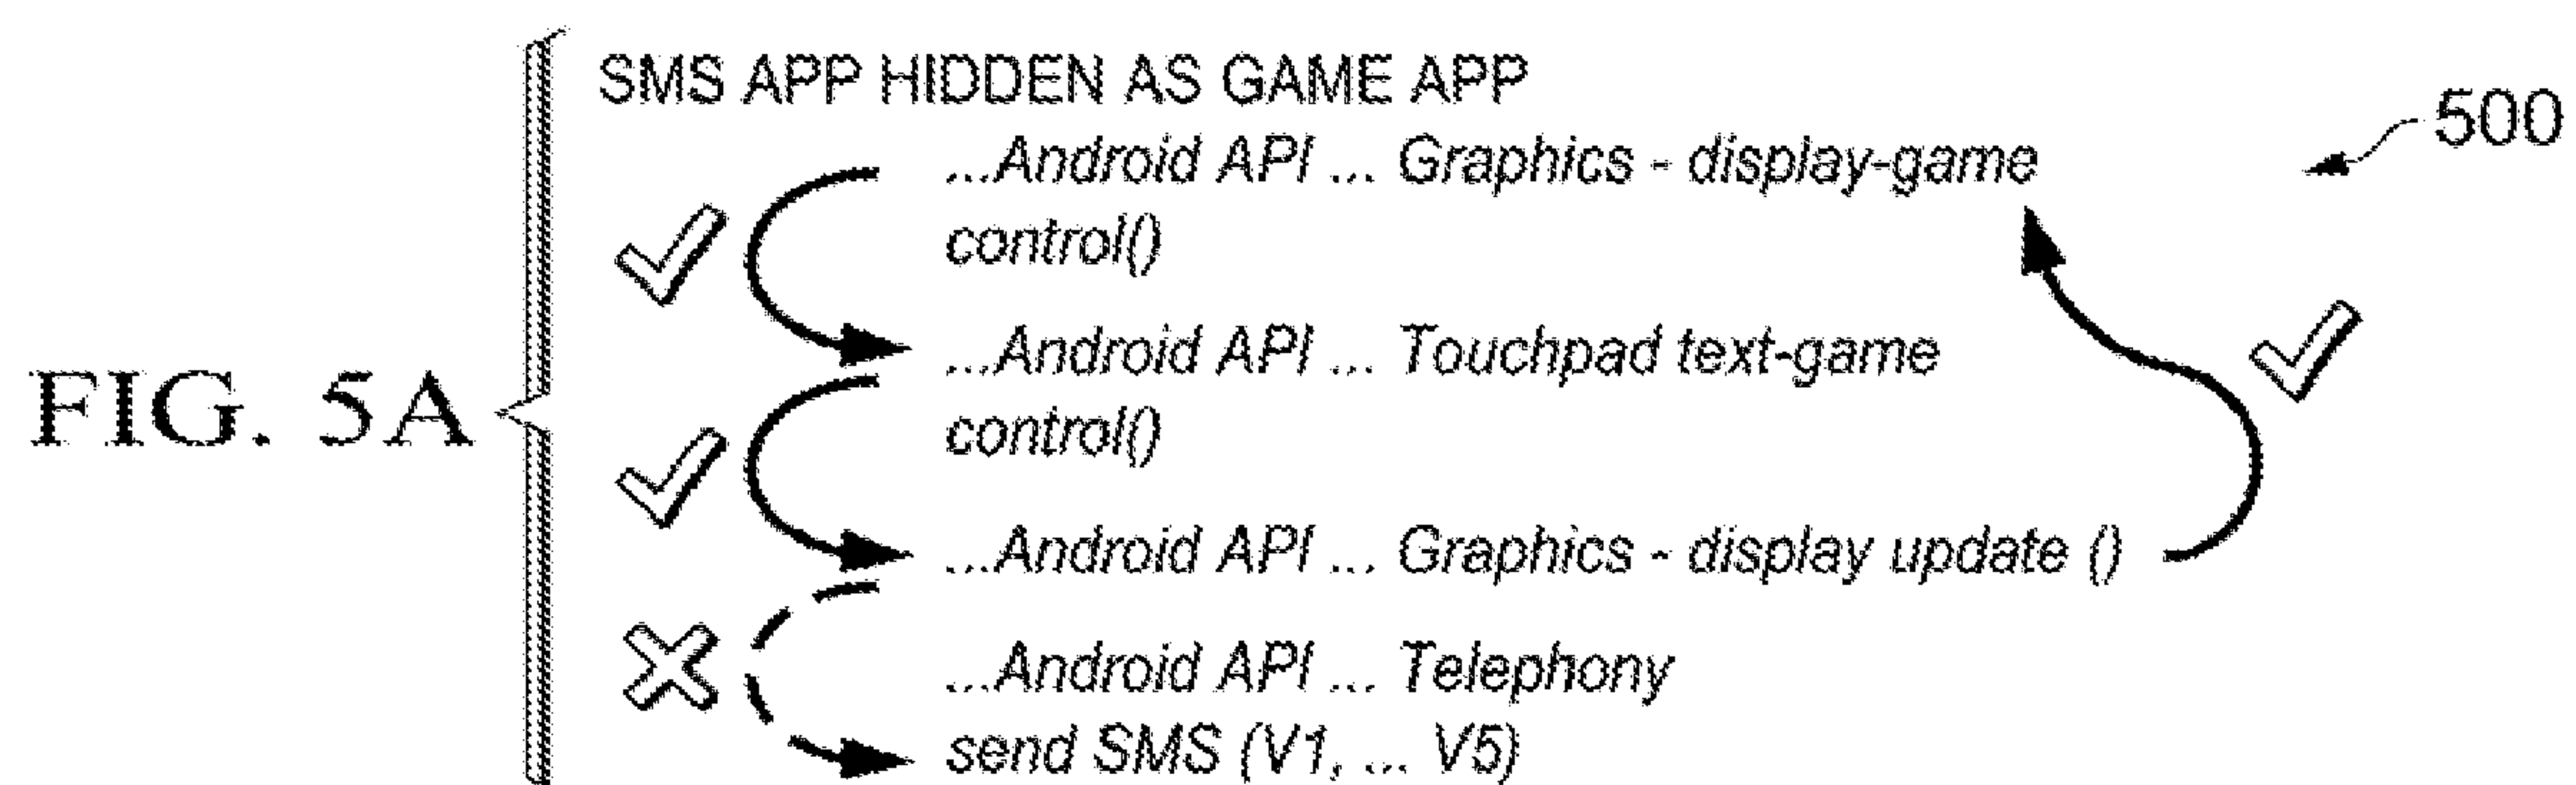 SMS APP HIDDEN AS GAME APP
500
...Android API ... Graphics - display-game
control()
...Android API ... Touchpad text-game
FIG. 5A
control()
...Android API ... Graphics - display update ()
...Android API ... Telephony
send SMS (V1, ... V5)